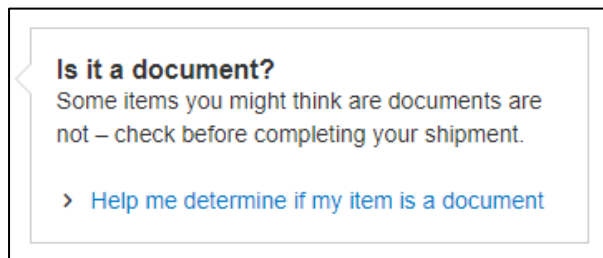 Is it a document?
Some items you might think are documents are
not – check before completing your shipment.
Help me determine if my item is a document